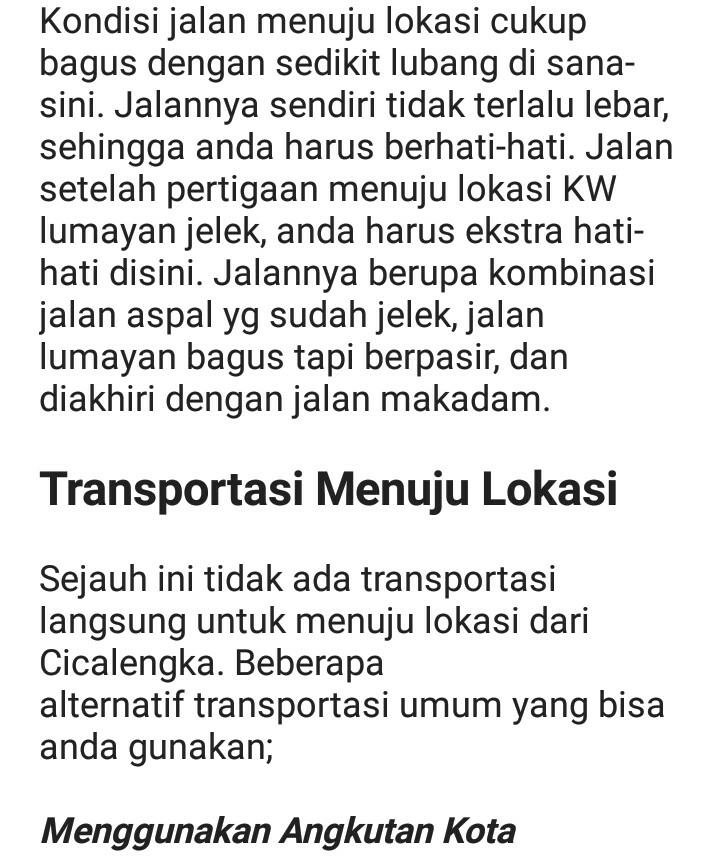 Kondisi jalan menuju lokasi cukup
bagus dengan sedikit lubang di sana-
sini. Jalannya sendiri tidak terlalu lebar,
sehingga anda harus berhati-hati. Jalan
setelah pertigaan menuju lokasi KW
lumayan jelek, anda harus ekstra hati-
hati disini. Jalannya berupa kombinasi
jalan aspal yg sudah jelek, jalan
lumayan bagus tapi berpasir, dan
diakhiri dengan jalan makadam.
Transportasi Menuju Lokasi
Sejauh ini tidak ada transportasi
langsung untuk menuju lokasi dari
Cicalengka. Beberapa
alternatif transportasi umum yang bisa
anda gunakan;
Menggunakan Angkutan Kota